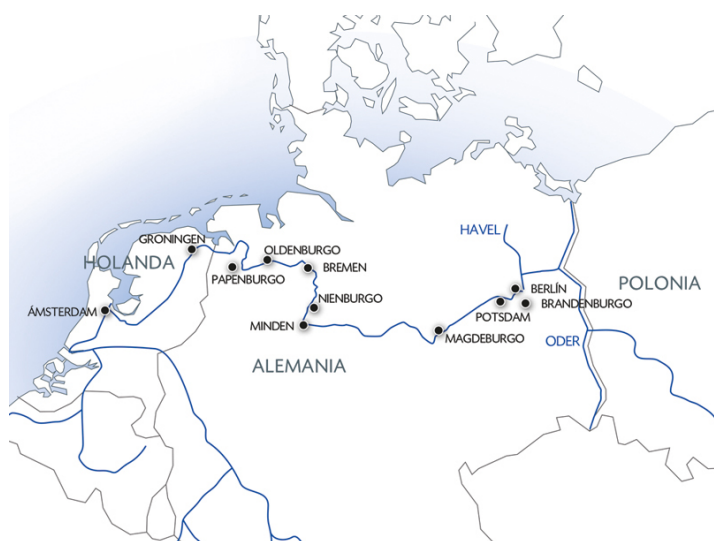 HAVEL
GRONINGEN
OLDENBURGO
HOLANDA
BREMEN
PAPENBURGO
POLONIA
BERLÍN
BRANDENBURGO
NIENBURGO
ÁMSTERDAM
POTSDAM
MINDEN
MAGDEBURGO
ODER
ALEMANIA